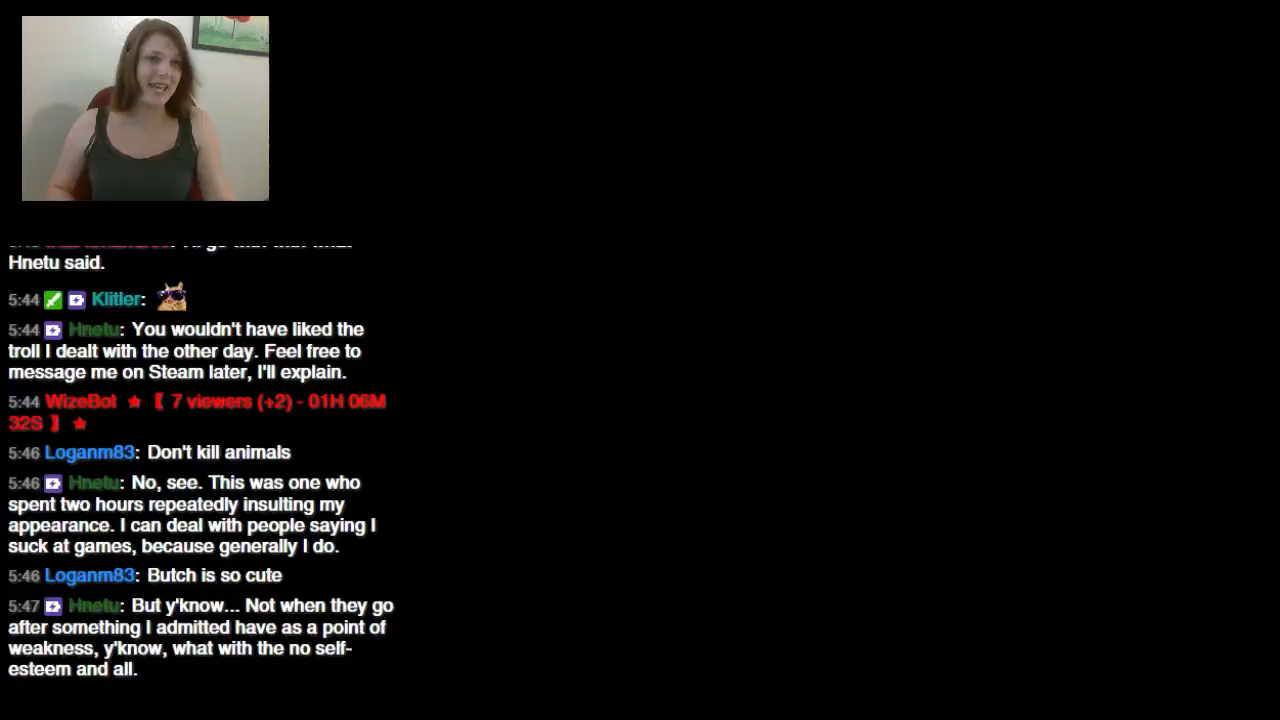 Hnetu said.
5:44 Klitler:
5:44 Hnetu: You wouldn't have liked the
troll I dealt with the other day. Feel free to
message me on Steam later, I'll explain.
5:44 WizeBot ★ 【 7 viewers (+2) - 01H 06M
32S 】 ★
5:46 Loganm83: Don't kill animals
5:46 Hnetu: No, see. This was one who
spent two hours repeatedly insulting my
appearance. I can deal with people saying I
suck at games, because generally I do.
5:46 Loganm83: Butch is so cute
5:47 Hnetu: But y'know... Not when they go
after something I admitted have as a point of
weakness, y'know, what with the no self-
esteem and all.